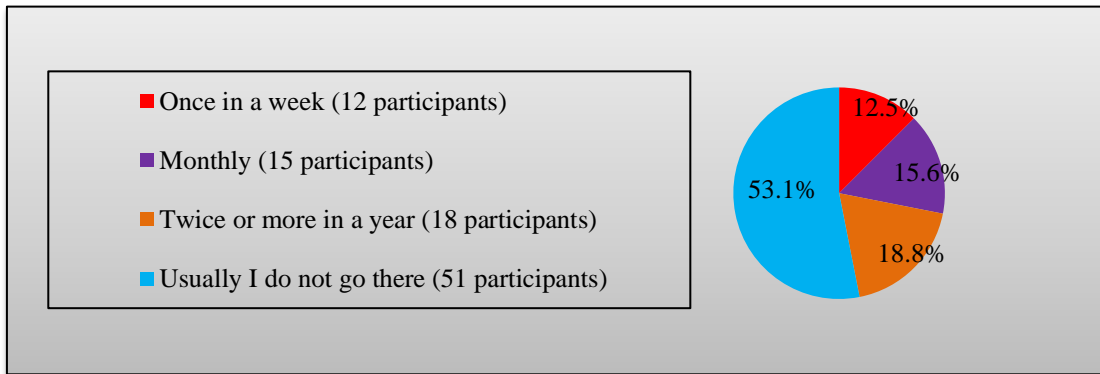 Once in a week (12 participants)
Monthly (15 participants)
Twice or more in a year (18 participants)
Usually I do not go there (51 participants)
12.5%
15.6%
18.8%
53.1%